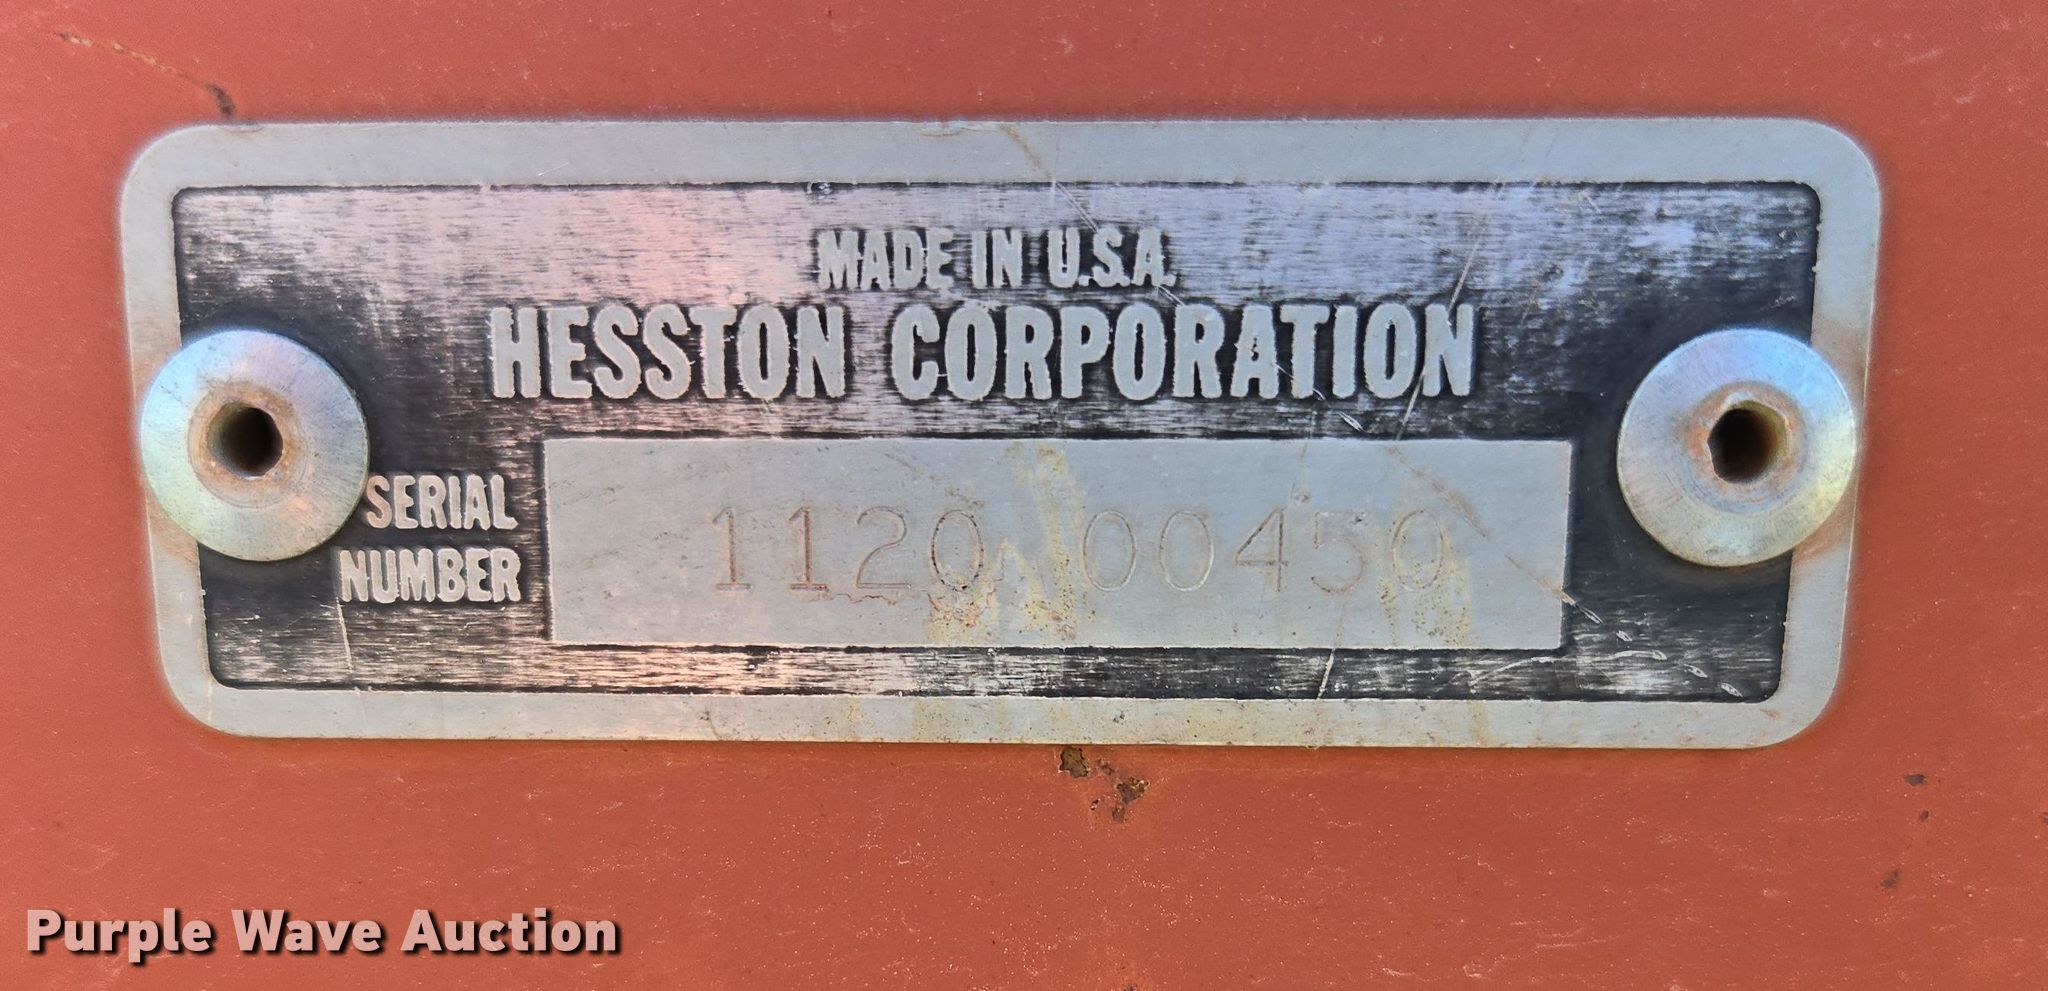 MADE IN U.S.A.
HESSTON CORPORATION
SERIAL
NUMBER
1120 00450
Purple Wave Auction